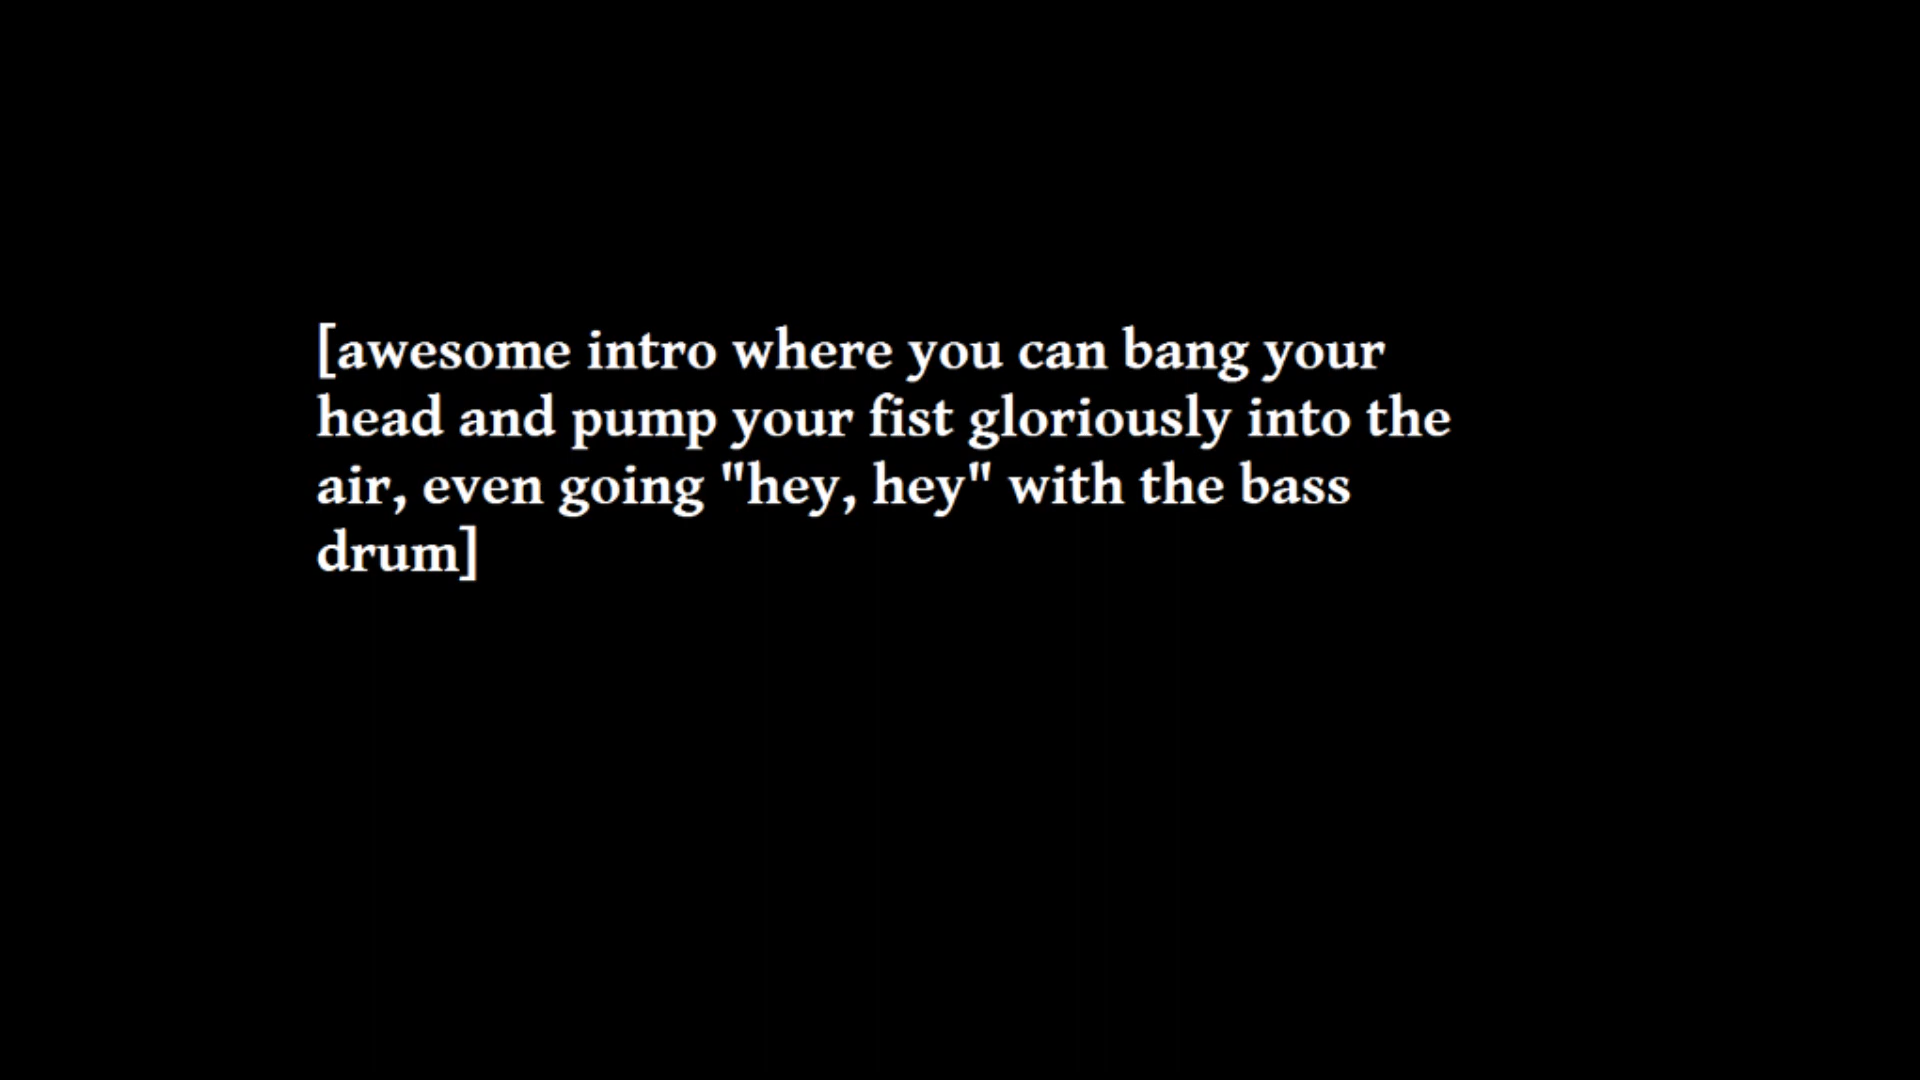 [awesome intro where you can bang your
head and pump your fist gloriously into the
air, even going "hey, hey" with the bass
drum]